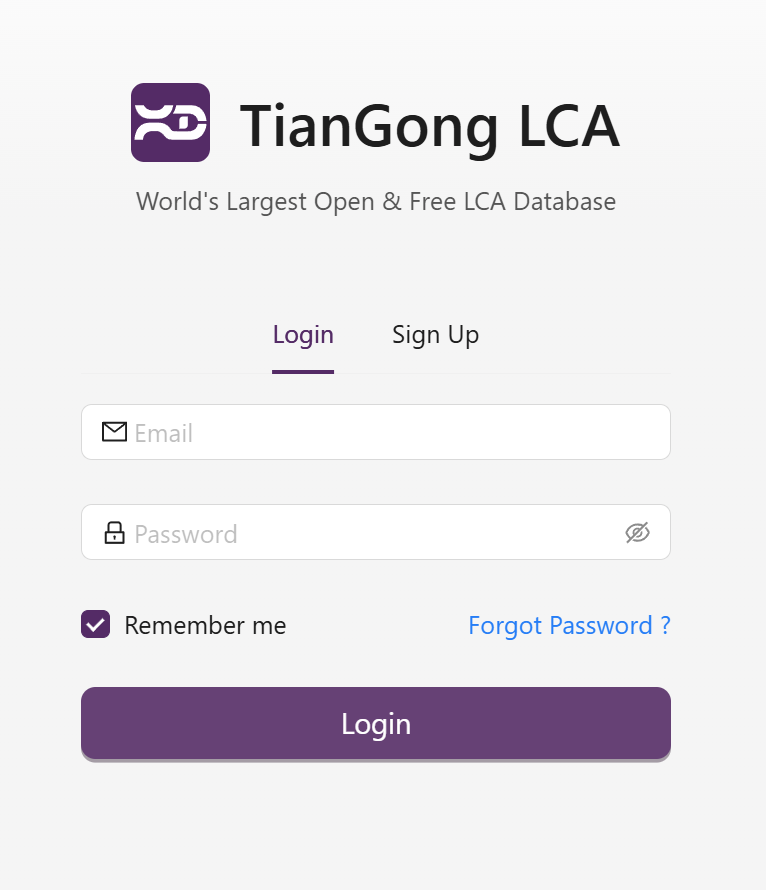 TianGong LCA
World's Largest Open & Free LCA Database
Login Sign Up
Email
Password
Remember me Forgot Password ?
Login